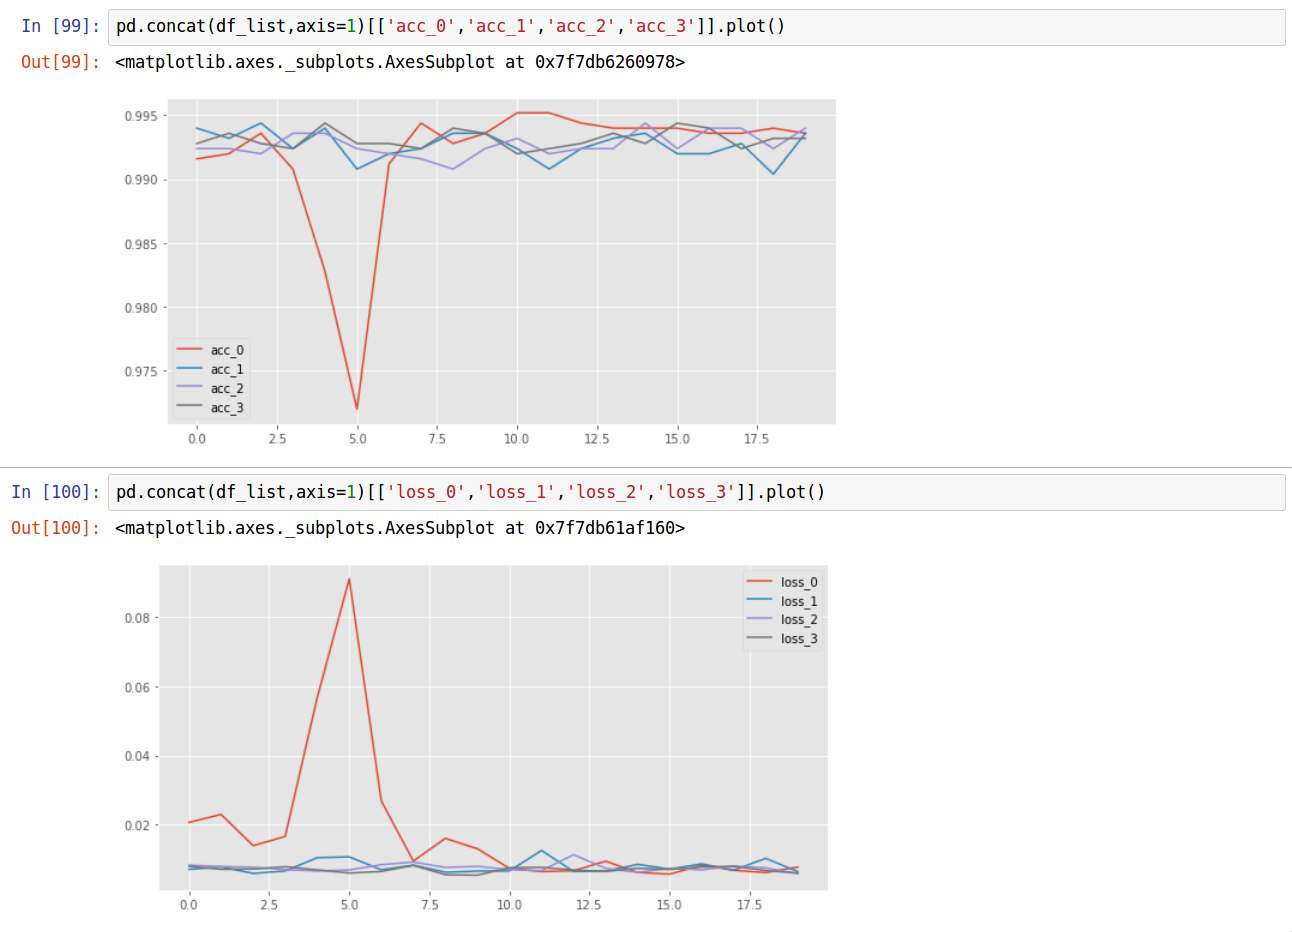 In [99]: pd.concat(df_list,axis=1)[['acc_0','acc_1','acc_2','acc_3']].plot()
Out[99]: <matplotlib.axes._subplots.AxesSubplot at 0x7f7db6260978>
0.995
0.990
0.985
0.980
0.975
acc_0
acc_1
acc_2
acc_3
0.0 2.5 5.0 7.5 10.0 12.5 15.0 17.5
In [100]: pd.concat(df_list,axis=1)[['loss_0','loss_1','loss_2','loss_3']].plot()
Out[100]: <matplotlib.axes._subplots.AxesSubplot at 0x7f7db61af160>
loss_0
loss_1
loss_2
loss_3
0.08
0.06
0.04
0.02
0.0 2.5 5.0 7.5 10.0 12.5 15.0 17.5